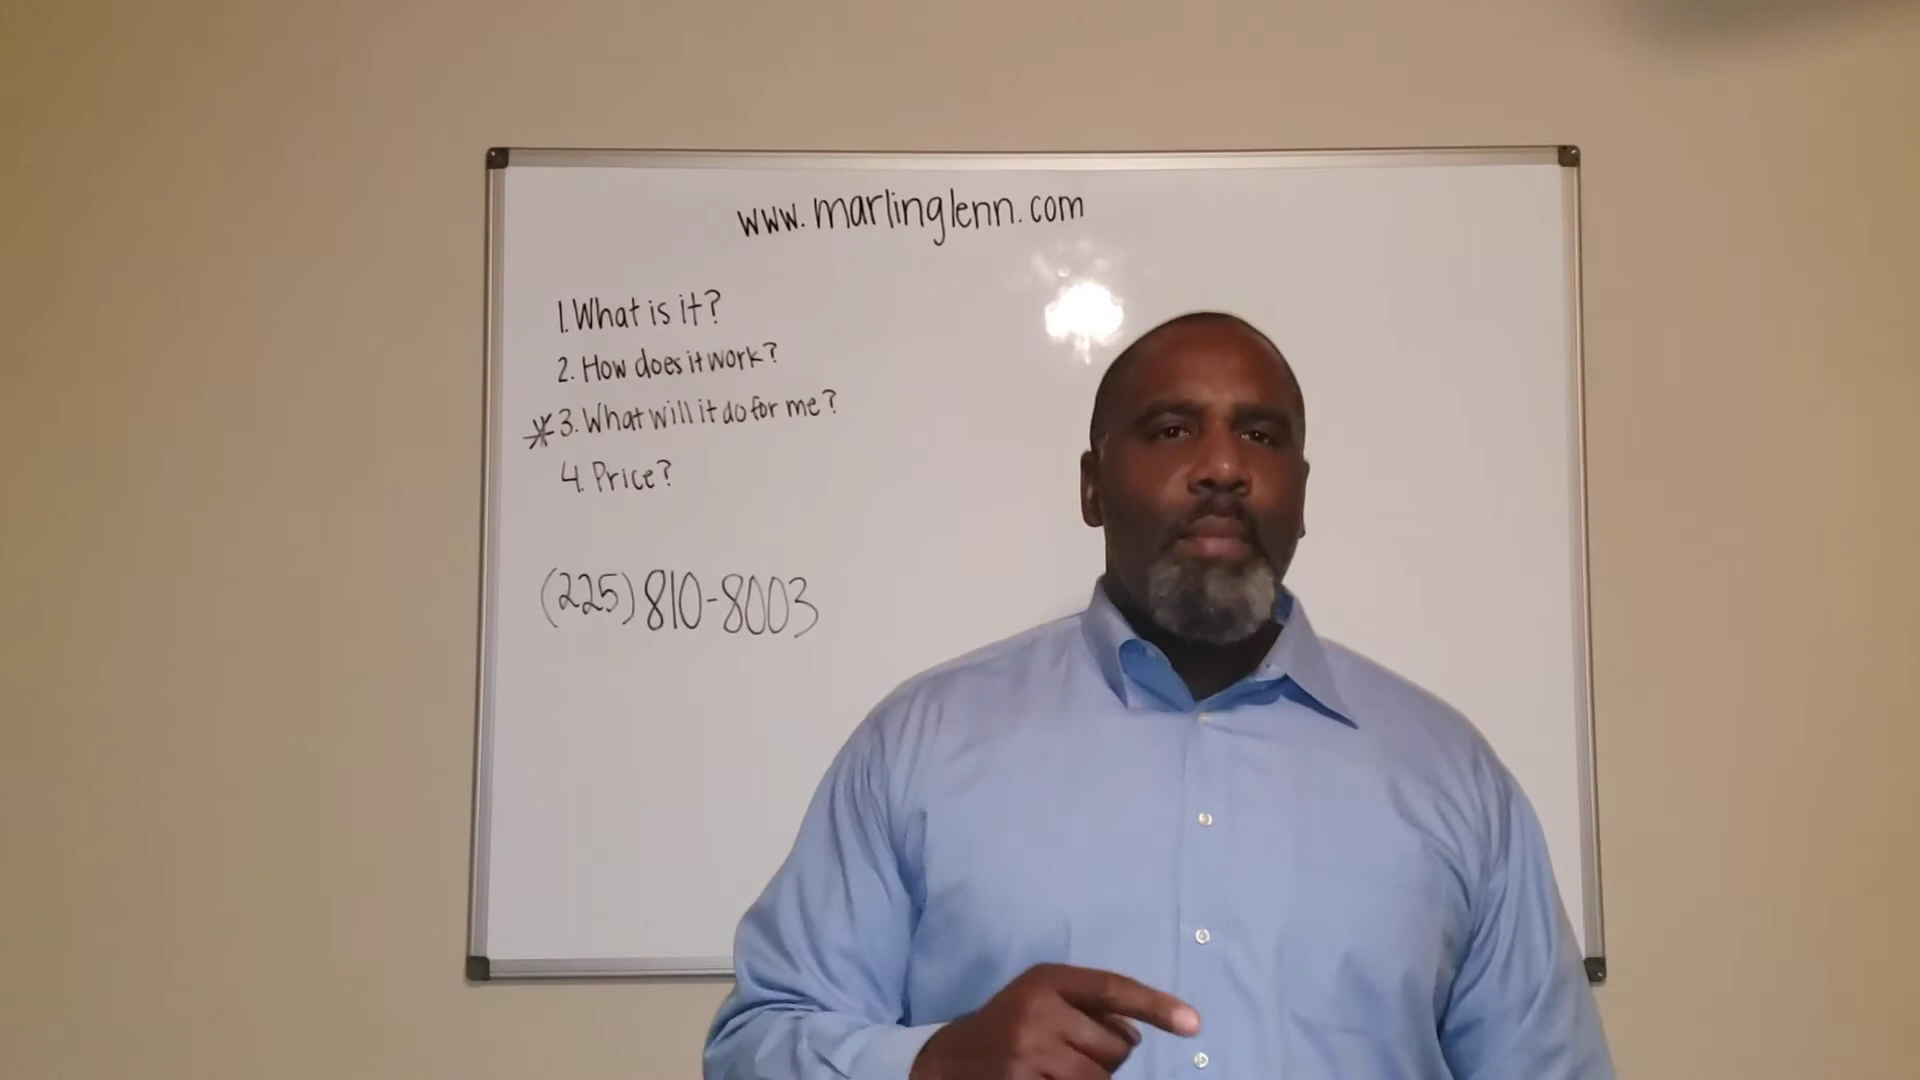 www.marlinglenn.com
1. What is it?
2. How does it work?
* 3. What will it do for me?
4. Price?
(225) 810-8003